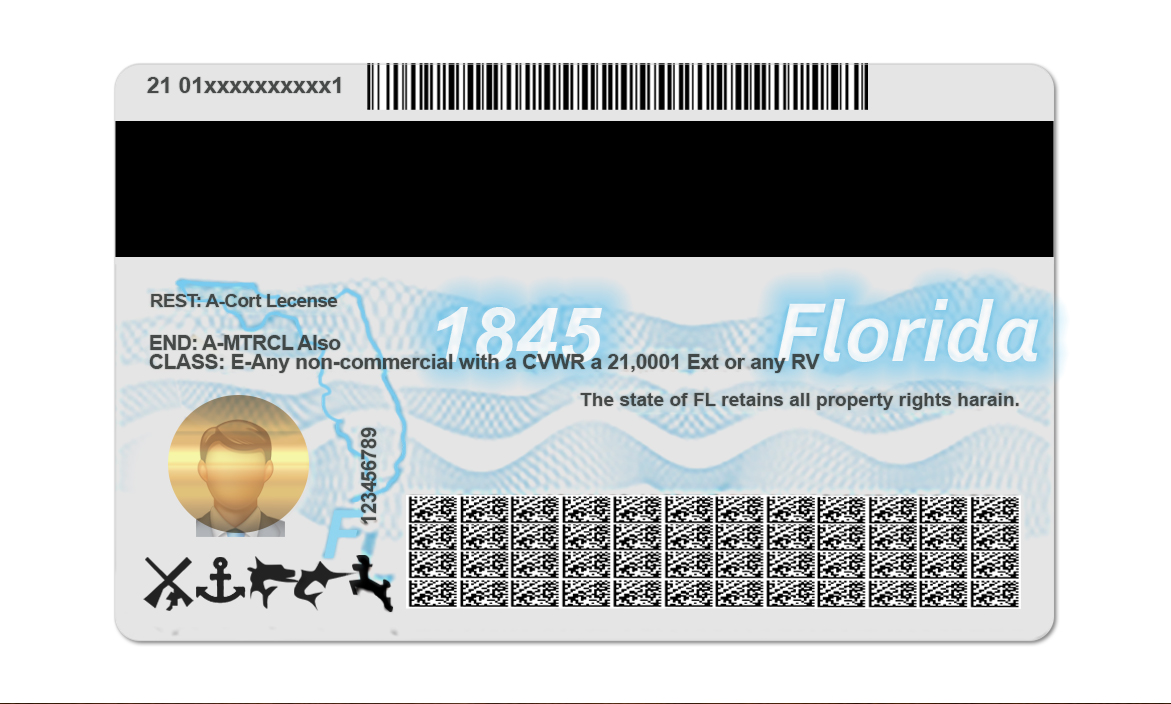 21 01xxxxxxxxxx1
REST: A-Cort Lecense
1845 Florida
END: A-MTRCL Also
CLASS: E-Any non-commercial with a CVWR a 21,0001 Ext or any RV
The state of FL retains all property rights harain.
123456789
FL